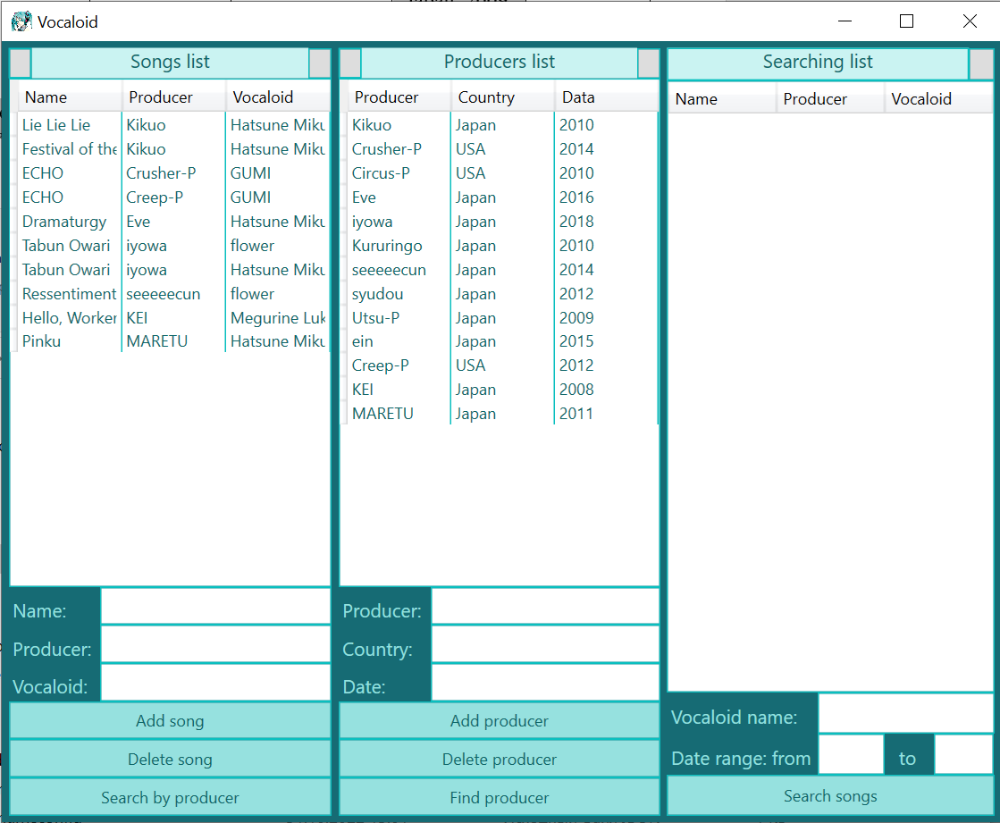 Vocaloid
Songs list
Name Producer Vocaloid
Lie Lie Lie Kikuo Hatsune Miku
Festival of the Kikuo Hatsune Miku
ECHO Crusher-P GUMI
ECHO Creep-P GUMI
Dramaturgy Eve Hatsune Miku
Tabun Owari iyowa flower
Tabun Owari iyowa Hatsune Miku
Ressentiment seeeeecun flower
Hello, Worker KEI Megurine Luk
Pinku MARETU Hatsune Miku
Name:
Producer:
Vocaloid:
Add song
Delete song
Search by producer
Producers list
Producer Country Data
Kikuo Japan 2010
Crusher-P USA 2014
Circus-P USA 2010
Eve Japan 2016
iyowa Japan 2018
Kururingo Japan 2010
seeeeecun Japan 2014
syudou Japan 2012
Utsu-P Japan 2009
ein Japan 2015
Creep-P USA 2012
KEI Japan 2008
MARETU Japan 2011
Producer:
Country:
Date:
Add producer
Delete producer
Find producer
Searching list
Name Producer Vocaloid
Vocaloid name:
Date range: from to
Search songs